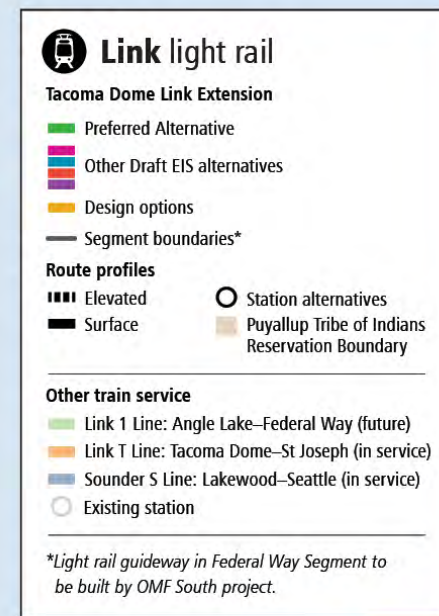 Link light rail
Tacoma Dome Link Extension
Preferred Alternative
Other Draft EIS alternatives
Design options
Segment boundaries*
Route profiles
Elevated
Surface
Station alternatives
Puyallup Tribe of Indians
Reservation Boundary
Other train service
Link 1 Line: Angle Lake–Federal Way (future)
Link T Line: Tacoma Dome–St Joseph (in service)
Sounder S Line: Lakewood–Seattle (in service)
Existing station
*Light rail guideway in Federal Way Segment to
be built by OMF South project.